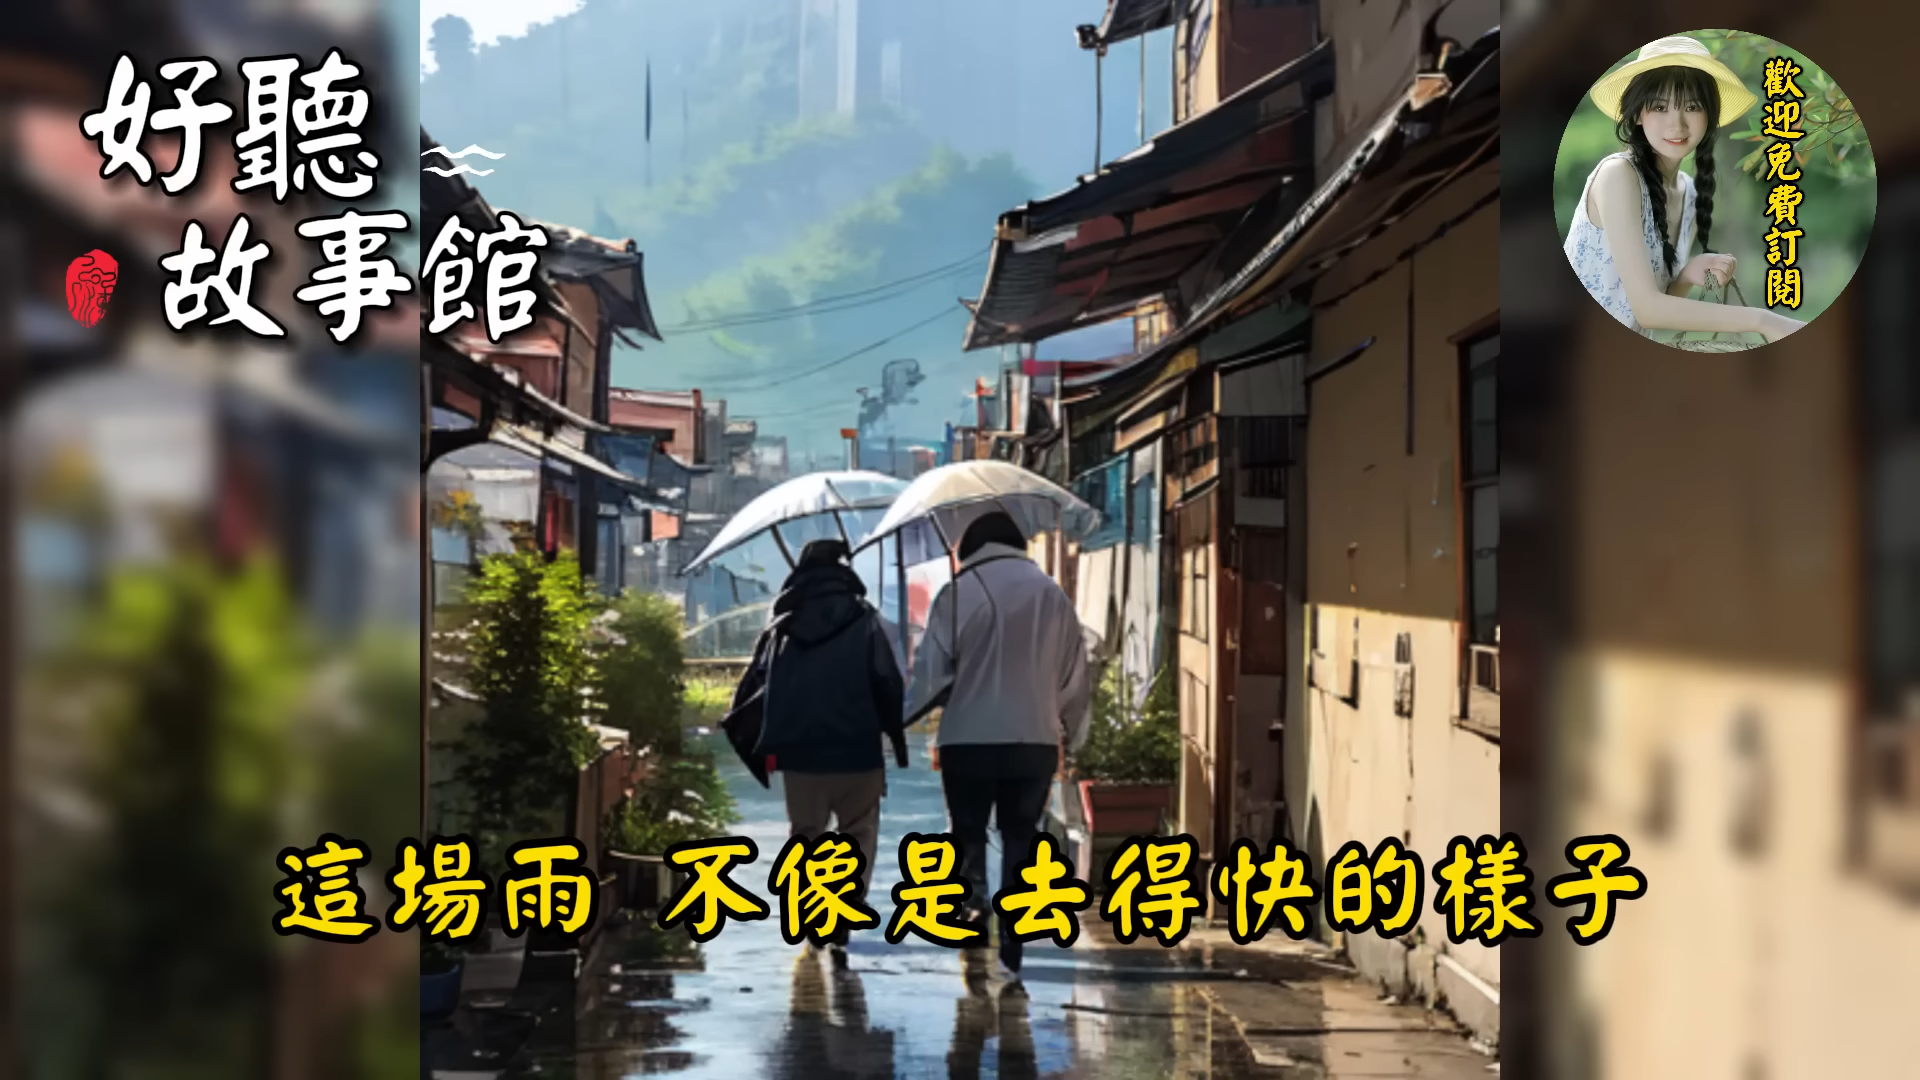 好聽
故事館
歡迎免費訂閱
這場雨 不像是去得快的樣子